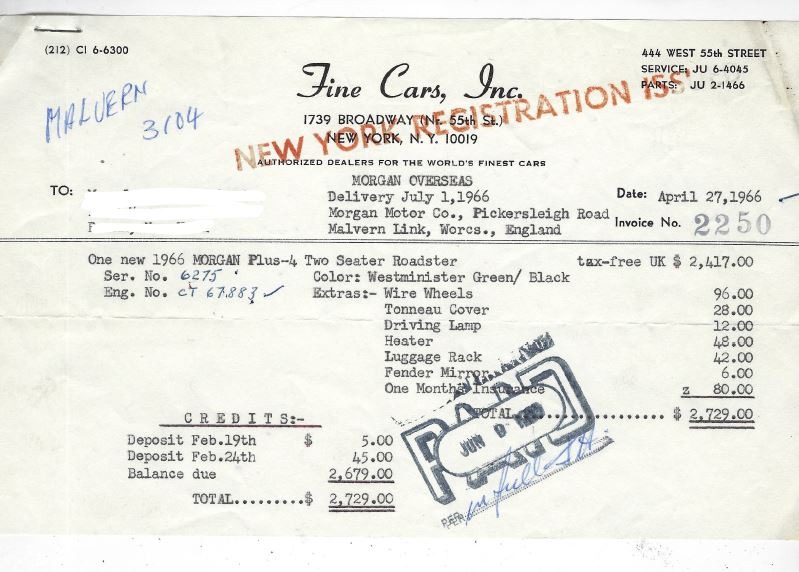 (212) CI 6-6300
444 WEST 55th STREET
SERVICE: JU 6-4045
PARTS: JU 2-1466
Fine Cars, Inc.
MALVERN
3104
1739 BROADWAY (Nr. 55th St.)
NEW YORK, N.Y. 10019
NEW YORK REGISTRATION ISS'
AUTHORIZED DEALERS FOR THE WORLD'S FINEST CARS
TO:
MORGAN OVERSEAS
Delivery July 1,1966
Morgan Motor Co., Pickersleigh Road
Malvern Link, Worcs., England
Date: April 27,1966
Invoice No. 2250
One new 1966 MORGAN Plus-4 Two Seater Roadster tax-free UK $ 2,417.00
Ser. No. 6275 Color: Westminister Green/ Black
Eng. No. CT 67883 Extras:- Wire Wheels 96.00
Tonneau Cover 28.00
Driving Lamp 12.00
Heater 48.00
Luggage Rack 42.00
Fender Mirror 6.00
One Months Insurance z 80.00
TOTAL.................... $ 2,729.00
CREDITS:-
Deposit Feb.19th $ 5.00
Deposit Feb.24th 45.00
Balance due 2,679.00
TOTAL.........$ 2,729.00
PAID
JUN 9
PER
in full